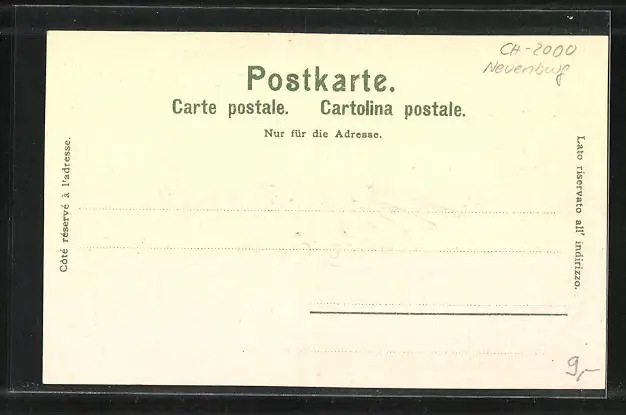 CH-2000
Neuenburg
Postkarte.
Carte postale. Cartolina postale.
Nur für die Adresse.
Côté réservé à l'adresse.
Lato riservato all' indirizzo.
9,-